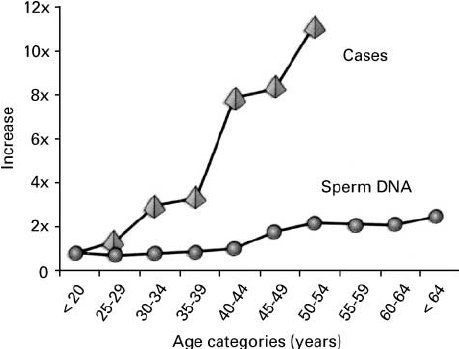 12x
10x
8x
6x
4x
2x
0
Increase
Cases
Sperm DNA
< 20
25-29
30-34
35-39
40-44
45-49
50-54
55-59
60-64
< 64
Age categories (years)